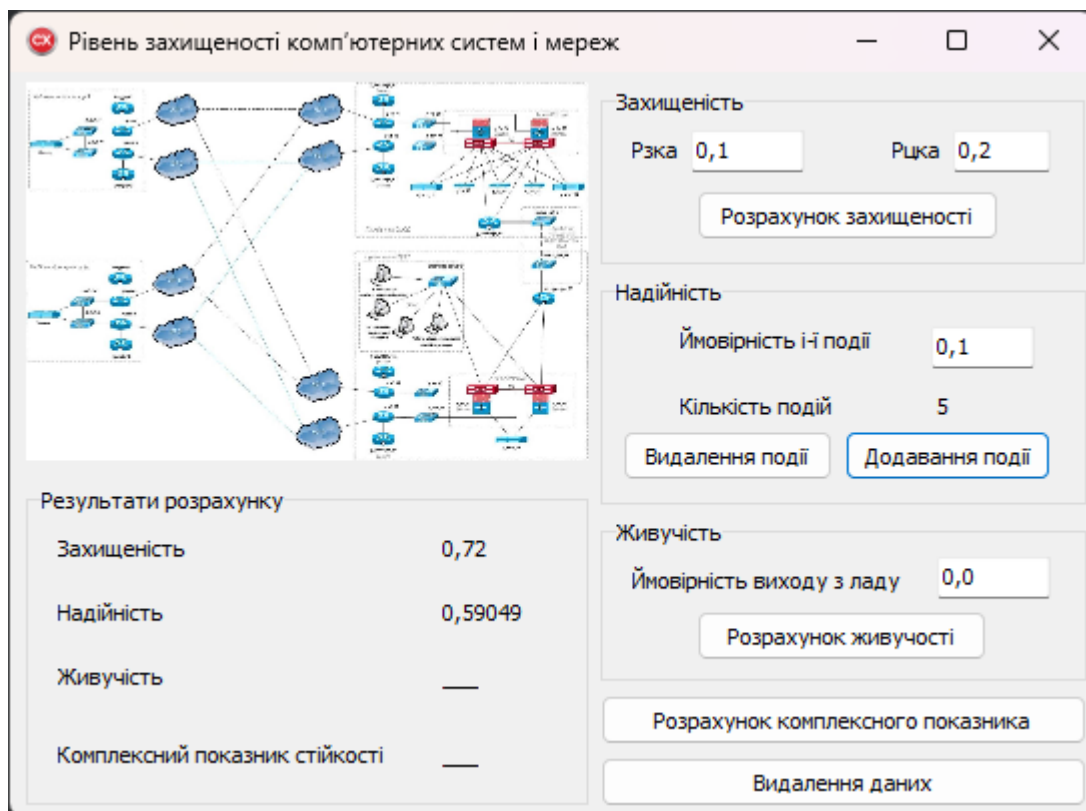 Рівень захищеності комп'ютерних систем і мереж
Захищеність
Рзка 0,1 Рцка 0,2
Розрахунок захищеності
Надійність
Ймовірність і-ї події 0,1
Кількість подій 5
Видалення події Додавання події
Живучість
Ймовірність виходу з ладу 0,0
Розрахунок живучості
Розрахунок комплексного показника
Видалення даних
Результати розрахунку
Захищеність 0,72
Надійність 0,59049
Живучість ___
Комплексний показник стійкості ___